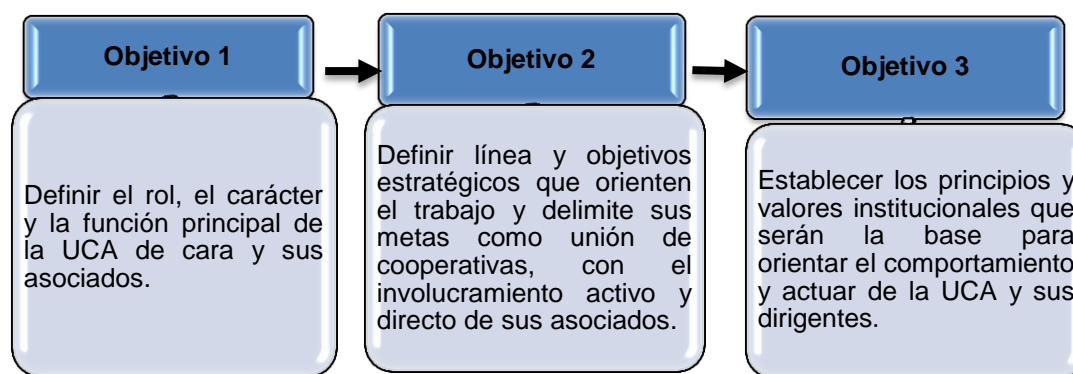 Objetivo 1
Definir el rol, el carácter
y la función principal de
la UCA de cara y sus
asociados.
Objetivo 2
Definir línea y objetivos
estratégicos que orienten
el trabajo y delimite sus
metas como unión de
cooperativas, con el
involucramiento activo y
directo de sus asociados.
Objetivo 3
Establecer los principios y
valores institucionales que
serán la base para
orientar el comportamiento
y actuar de la UCA y sus
dirigentes.